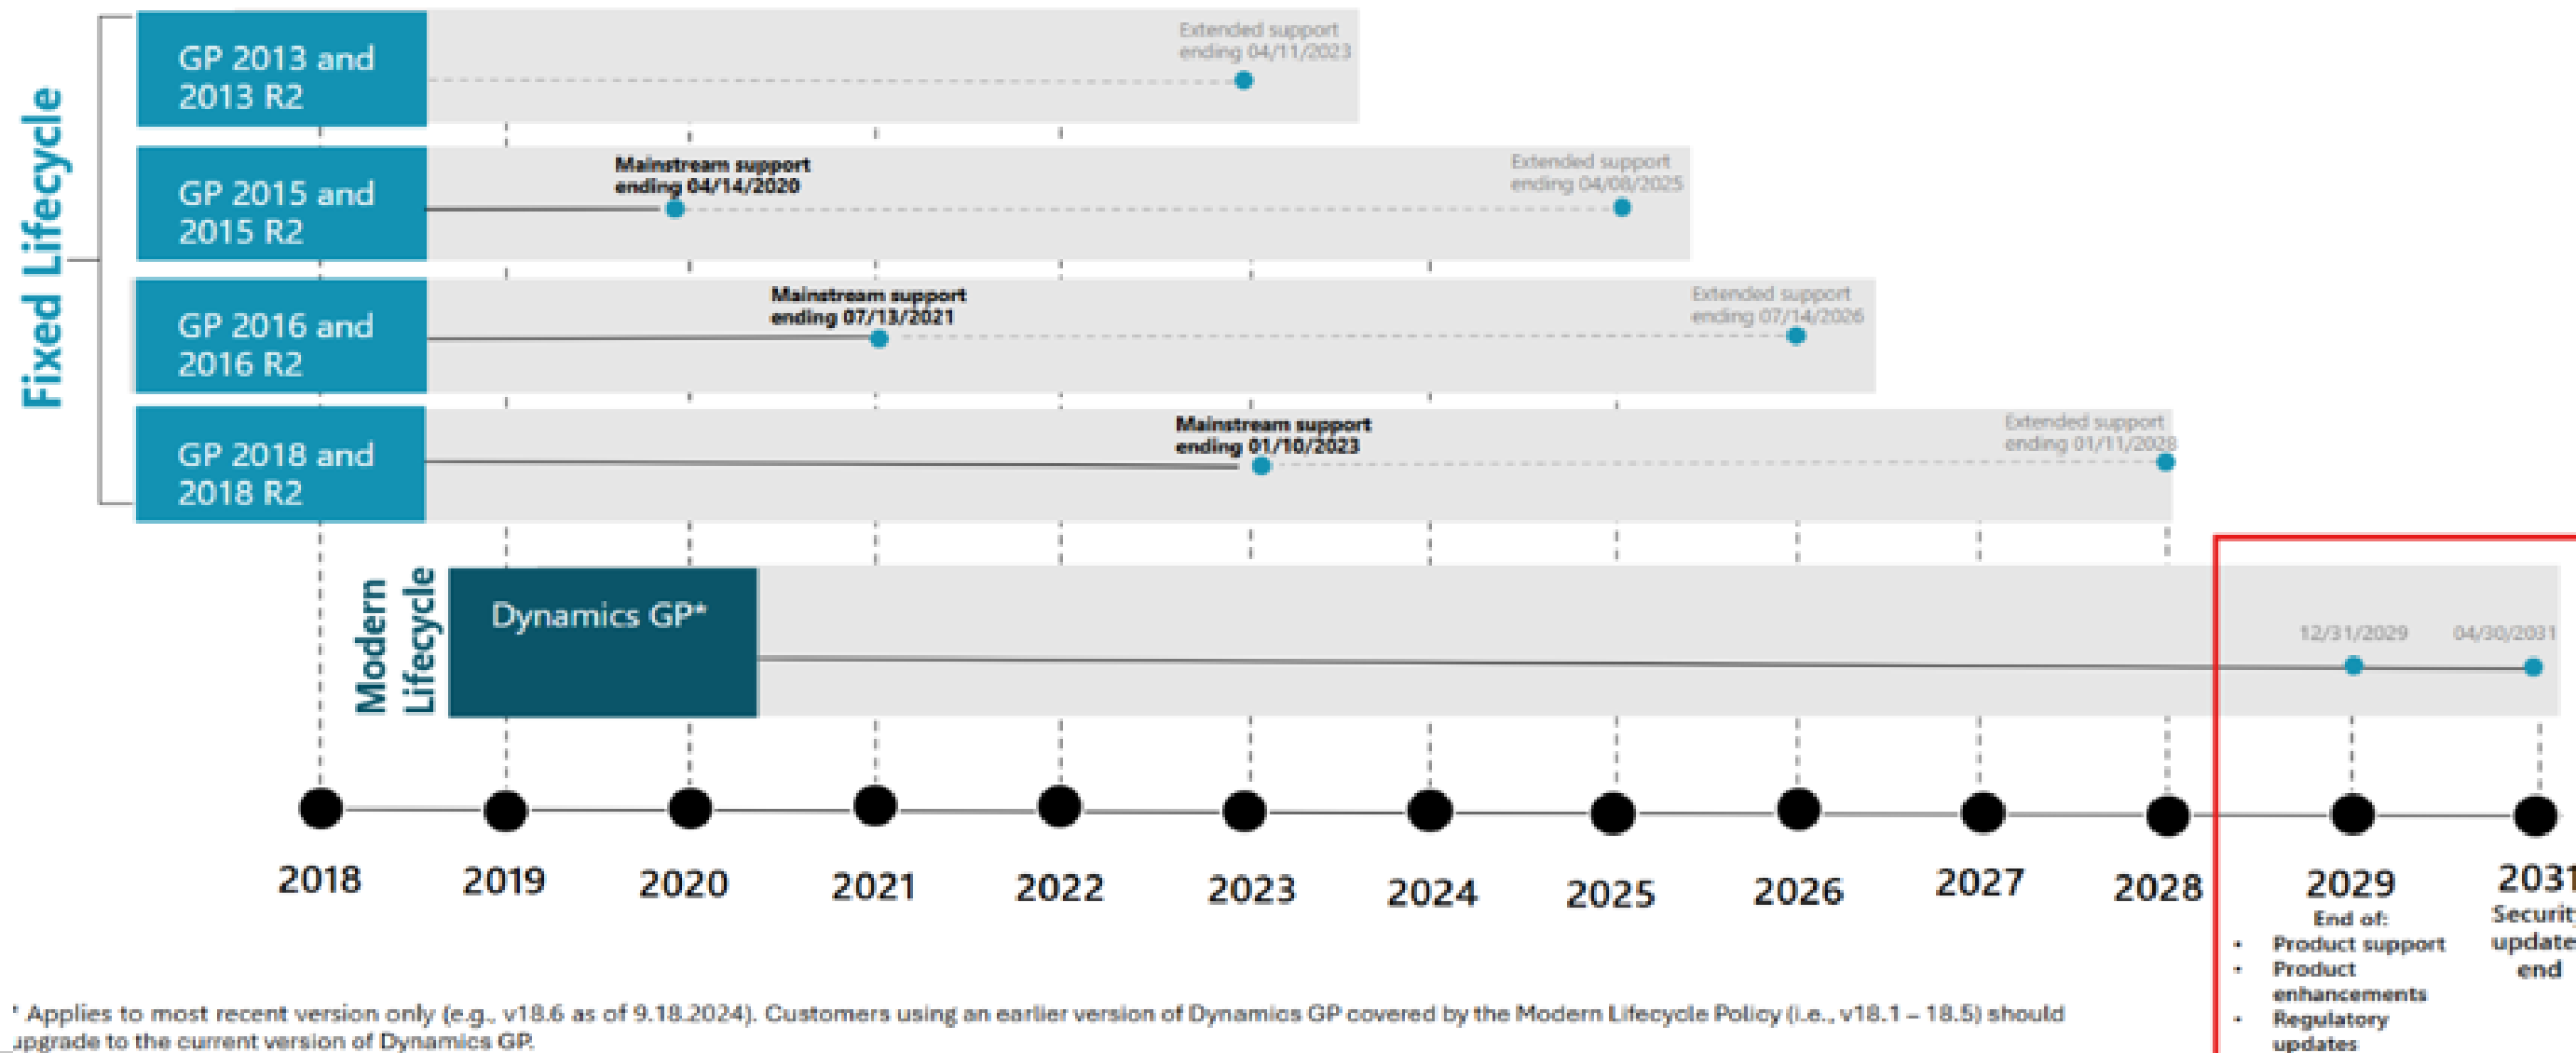 Fixed Lifecycle
GP 2013 and
2013 R2
Extended support
ending 04/11/2023
GP 2015 and
2015 R2
Mainstream support
ending 04/14/2020
Extended support
ending 04/08/2025
GP 2016 and
2016 R2
Mainstream support
ending 07/13/2021
Extended support
ending 07/14/2026
GP 2018 and
2018 R2
Mainstream support
ending 01/10/2023
Extended support
ending 01/11/2028
Modern
Lifecycle
Dynamics GP*
12/31/2029
04/30/2031
2018
2019
2020
2021
2022
2023
2024
2025
2026
2027
2028
2029
End of:
• Product support
• Product
enhancements
• Regulatory
updates
2031
Security
update
end
* Applies to most recent version only (e.g., v18.6 as of 9.18.2024). Customers using an earlier version of Dynamics GP covered by the Modern Lifecycle Policy (i.e., v18.1 – 18.5) should
upgrade to the current version of Dynamics GP.